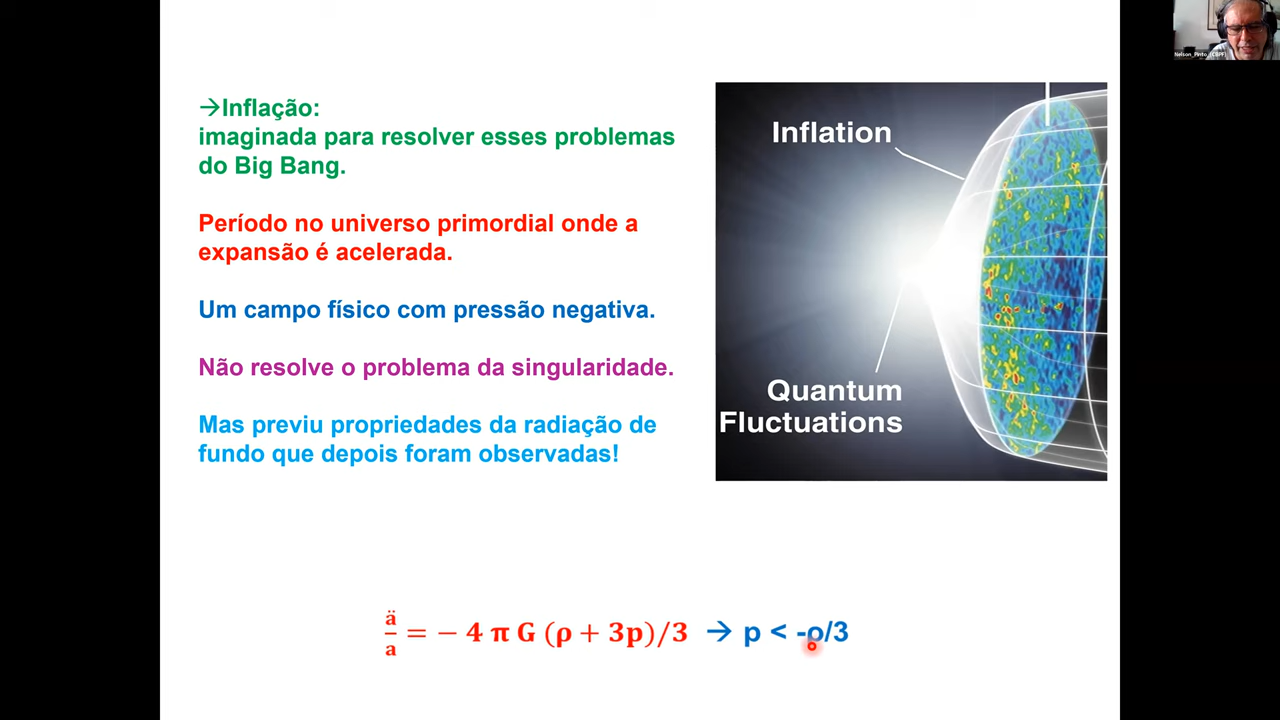 →Inflação:
imaginada para resolver esses problemas
do Big Bang.
Período no universo primordial onde a
expansão é acelerada.
Um campo físico com pressão negativa.
Não resolve o problema da singularidade.
Mas previu propriedades da radiação de
fundo que depois foram observadas!
Inflation
Quantum
Fluctuations
ä/a = − 4 π G (ρ + 3p)/3 → p < -ρ/3
Nelson_Pinto_(CBPF)